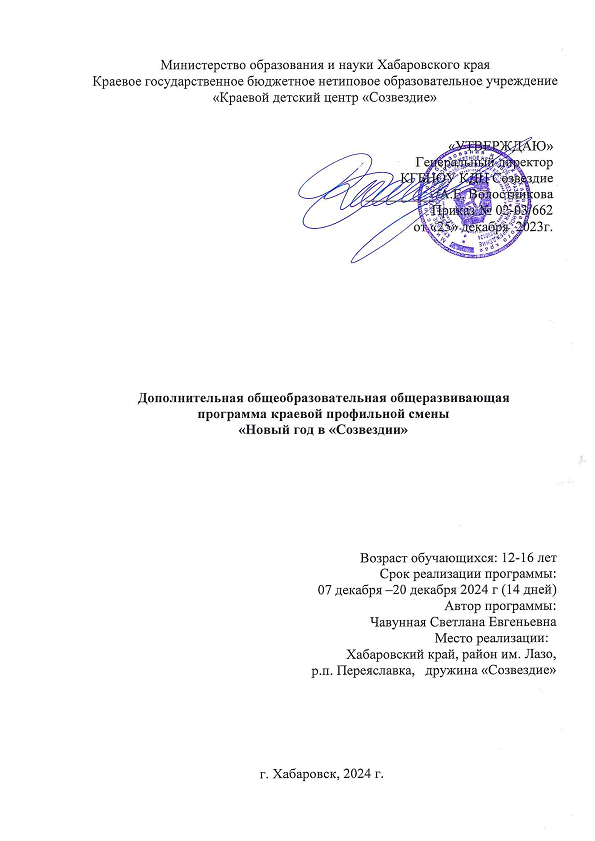 Министерство образования и науки Хабаровского края
Краевое государственное бюджетное нетиповое образовательное учреждение
«Краевой детский центр «Созвездие»
«УТВЕРЖДАЮ»
Генеральный директор
КГБНОУ КДЦ Созвездие
А.Е. Волостникова
Приказ № 02-03/662
от «25» декабря 2023г.
Дополнительная общеобразовательная общеразвивающая
программа краевой профильной смены
«Новый год в «Созвездии»
Возраст обучающихся: 12-16 лет
Срок реализации программы:
07 декабря –20 декабря 2024 г (14 дней)
Автор программы:
Чавунная Светлана Евгеньевна
Место реализации:
Хабаровский край, район им. Лазо,
р.п. Переяславка, дружина «Созвездие»
г. Хабаровск, 2024 г.